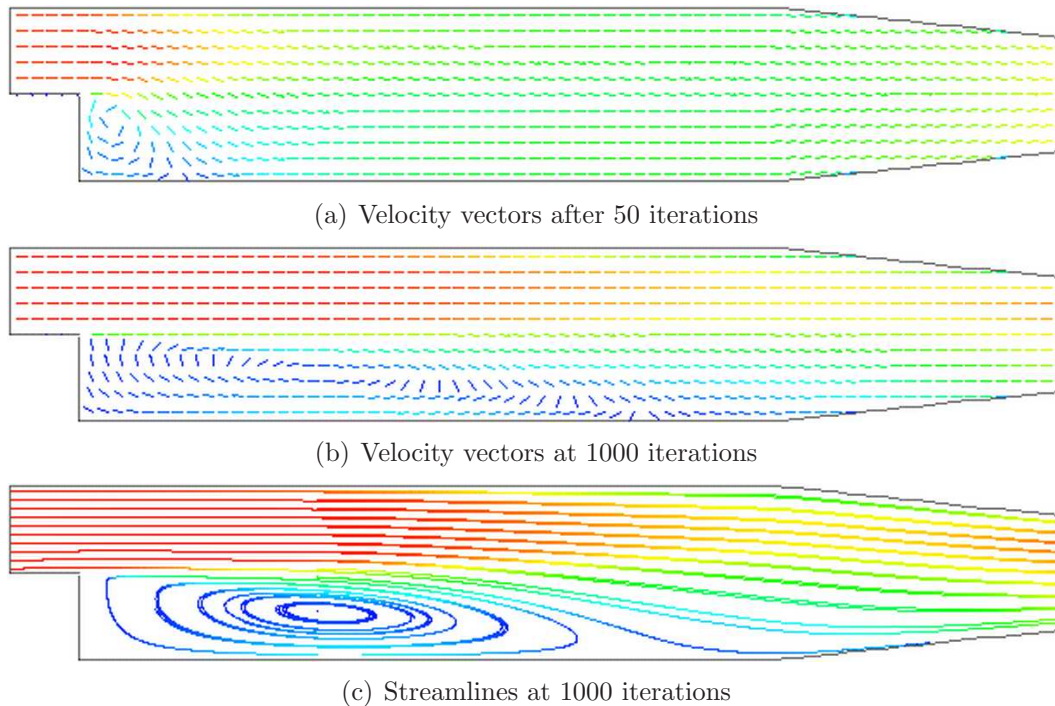 (a) Velocity vectors after 50 iterations
(b) Velocity vectors at 1000 iterations
(c) Streamlines at 1000 iterations